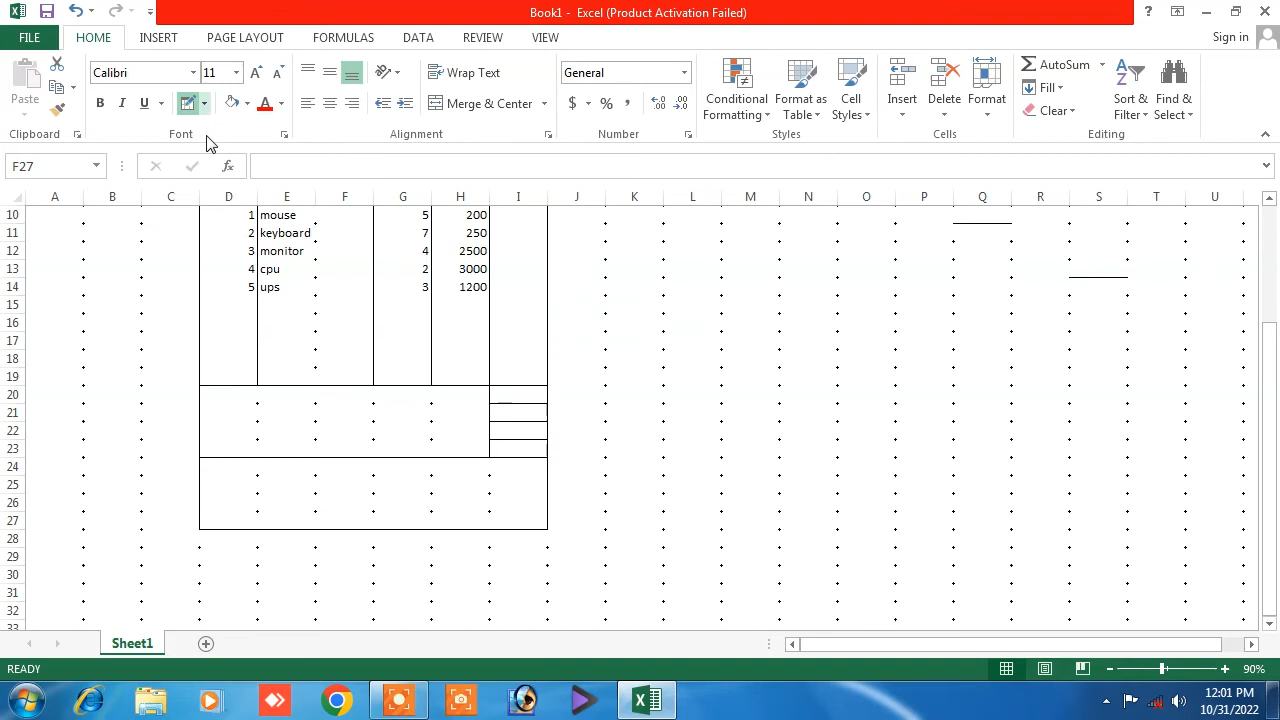 Book1 - Excel (Product Activation Failed)
?
FILE HOME INSERT PAGE LAYOUT FORMULAS DATA REVIEW VIEW Sign in
Paste
Calibri 11
B I U A
Wrap Text
Merge & Center
General
$ % ,
Conditional Formatting
Format as Table
Cell Styles
Insert
Delete
Format
AutoSum
Fill
Clear
Sort & Filter
Find & Select
Clipboard Font Alignment Number Styles Cells Editing
F27 fx
A B C D E F G H I J K L M N O P Q R S T U
10 1 mouse 5 200
11 2 keyboard 7 250
12 3 monitor 4 2500
13 4 cpu 2 3000
14 5 ups 3 1200
15
16
17
18
19
20
21
22
23
24
25
26
27
28
29
30
31
32
33
Sheet1
READY 90%
12:01 PM
10/31/2022